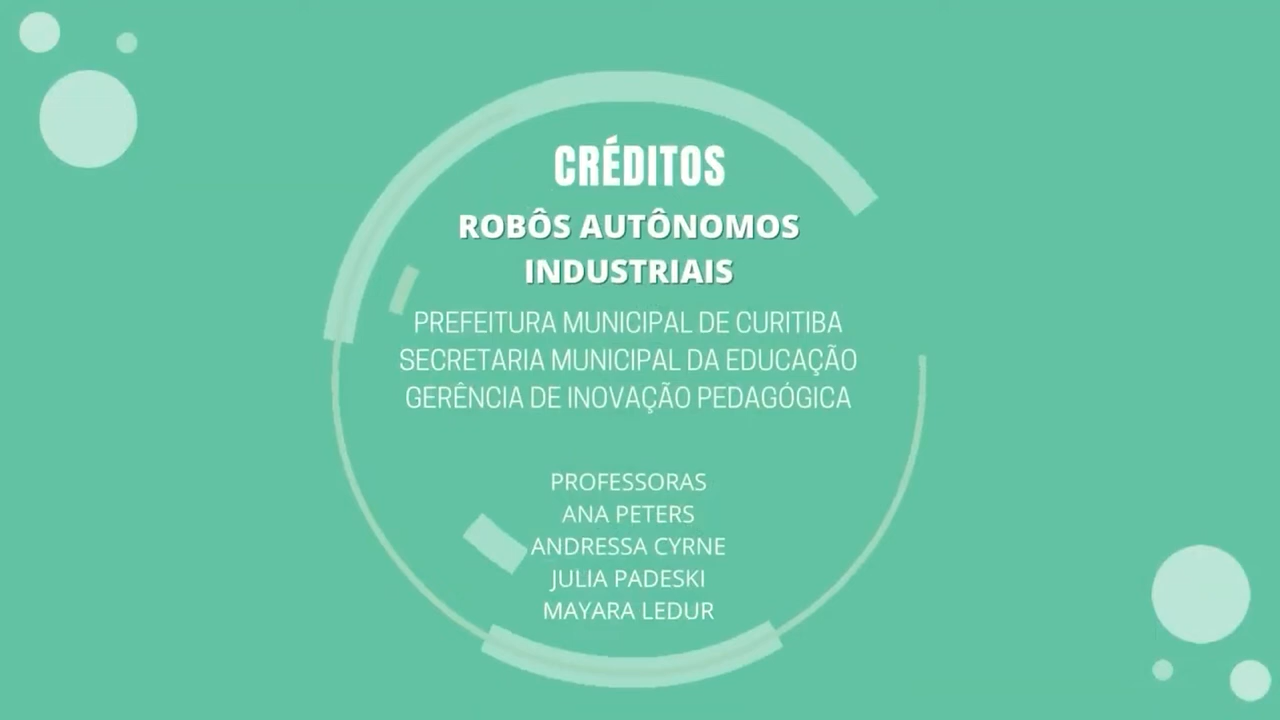 CRÉDITOS
ROBÔS AUTÔNOMOS
INDUSTRIAIS
PREFEITURA MUNICIPAL DE CURITIBA
SECRETARIA MUNICIPAL DA EDUCAÇÃO
GERÊNCIA DE INOVAÇÃO PEDAGÓGICA
PROFESSORAS
ANA PETERS
ANDRESSA CYRNE
JULIA PADESKI
MAYARA LEDUR